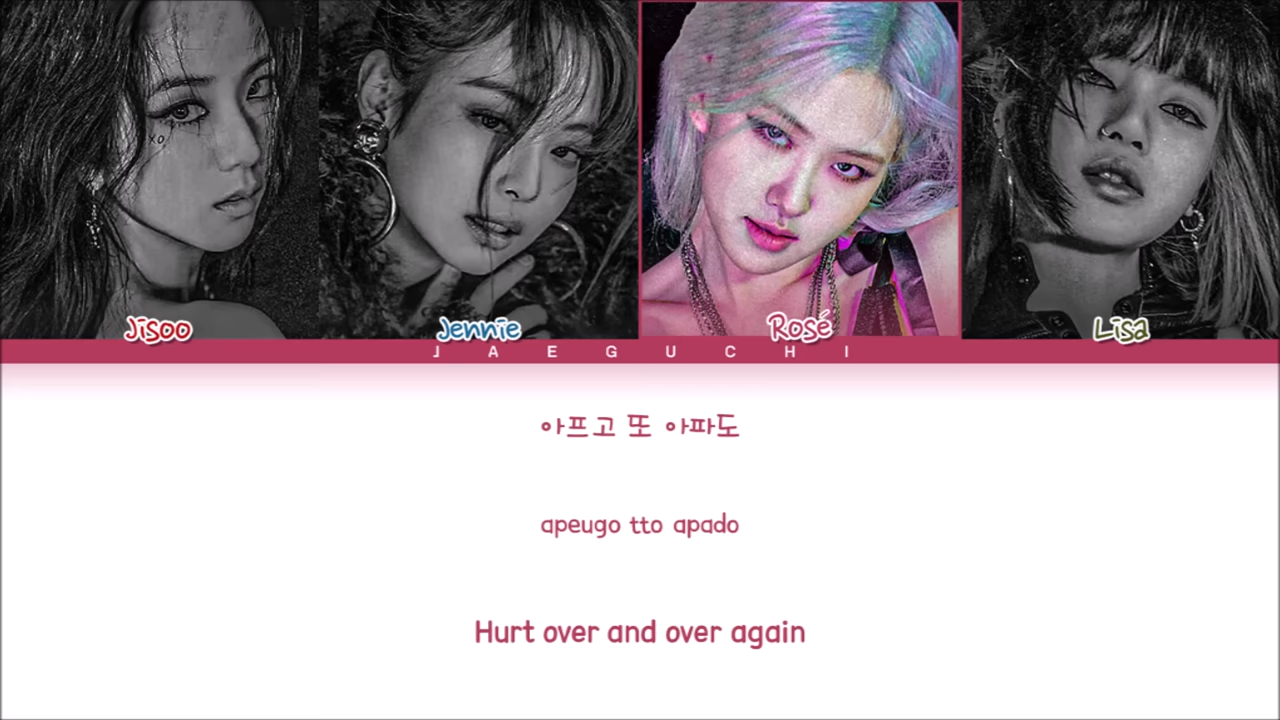 Jisoo
Jennie
Rosé
Lisa
JAEGUCHI
아프고 또 아파도
apeugo tto apado
Hurt over and over again